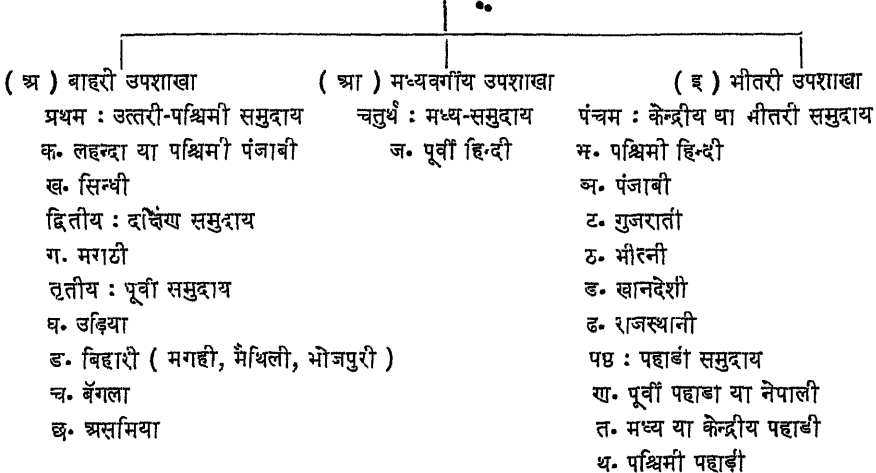 ( अ ) बाहरी उपशाखा
प्रथम : उत्तरी-पश्चिमी समुदाय
क. लहन्दा या पश्चिमी पंजाबी
ख. सिन्धी
द्वितीय : दक्षिण समुदाय
ग. मराठी
तृतीय : पूर्वी समुदाय
घ. उड़िया
ङ. बिहारी ( मगही, मैथिली, भोजपुरी )
च. बँगला
छ. असमिया
( आ ) मध्यवर्गीय उपशाखा
चतुर्थ : मध्य-समुदाय
ज. पूर्वी हिन्दी
( इ ) भीतरी उपशाखा
पंचम : केन्द्रीय या भीतरी समुदाय
झ. पश्चिमी हिन्दी
ञ. पंजाबी
ट. गुजराती
ठ. भीली
ड. खानदेशी
ढ. राजस्थानी
षष्ठ : पहाडी समुदाय
ण. पूर्वी पहाडी या नेपाली
त. मध्य या केन्द्रीय पहाडी
थ. पश्चिमी पहाड़ी